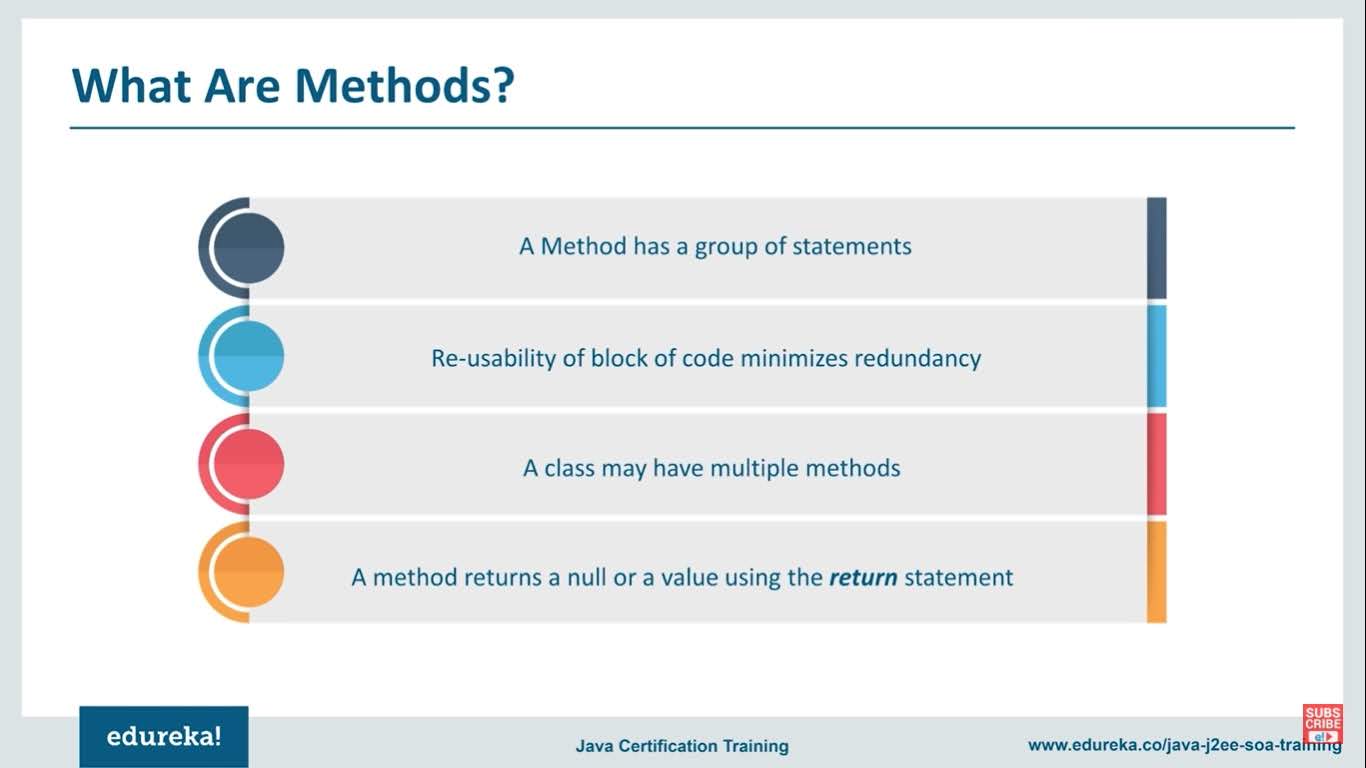 What Are Methods?
A Method has a group of statements
Re-usability of block of code minimizes redundancy
A class may have multiple methods
A method returns a null or a value using the return statement
edureka!
Java Certification Training
www.edureka.co/java-j2ee-soa-training
SUBS
CRIBE
e!